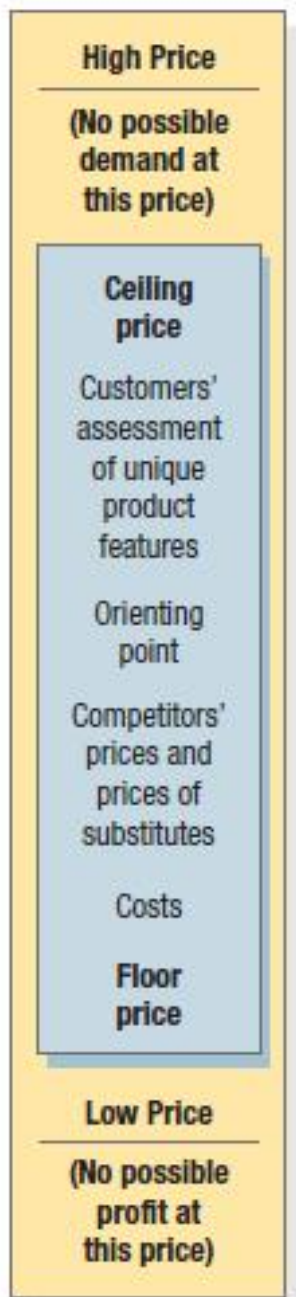 High Price
(No possible
demand at
this price)
Ceiling
price
Customers'
assessment
of unique
product
features
Orienting
point
Competitors'
prices and
prices of
substitutes
Costs
Floor
price
Low Price
(No possible
profit at
this price)